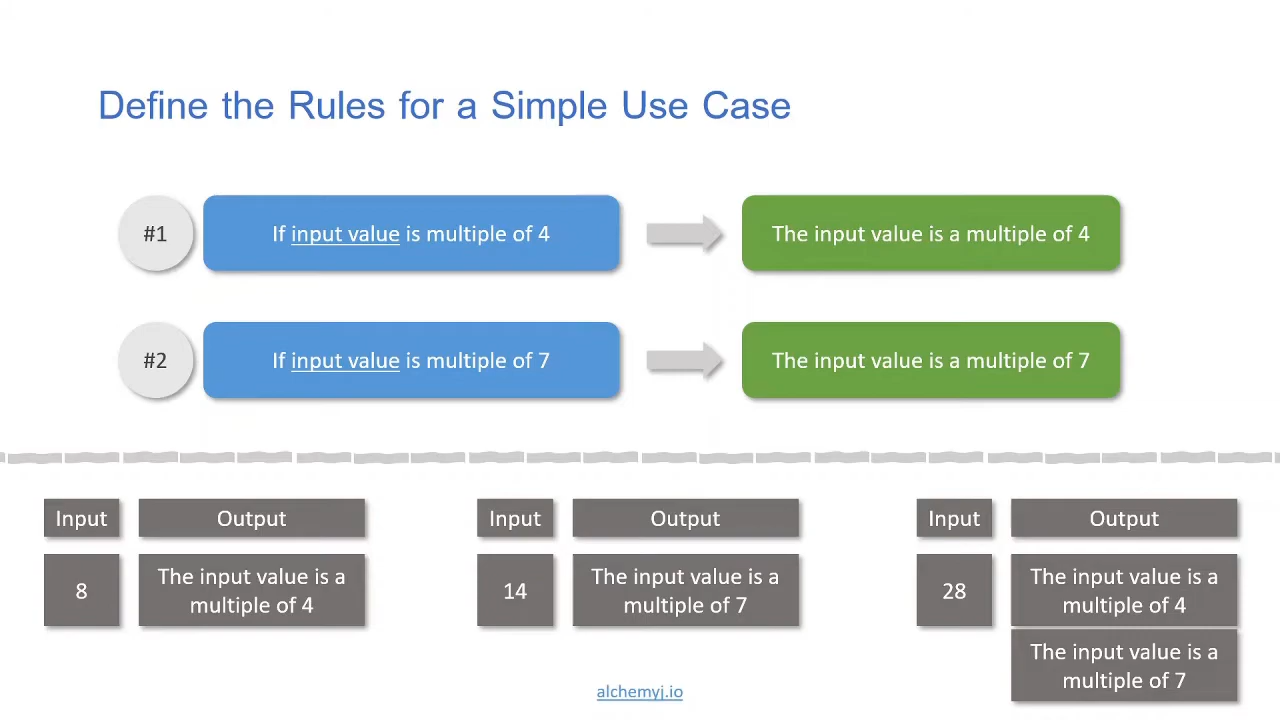 Define the Rules for a Simple Use Case
#1
If input value is multiple of 4
The input value is a multiple of 4
#2
If input value is multiple of 7
The input value is a multiple of 7
Input
Output
8
The input value is a
multiple of 4
Input
Output
14
The input value is a
multiple of 7
Input
Output
28
The input value is a
multiple of 4
The input value is a
multiple of 7
alchemyj.io